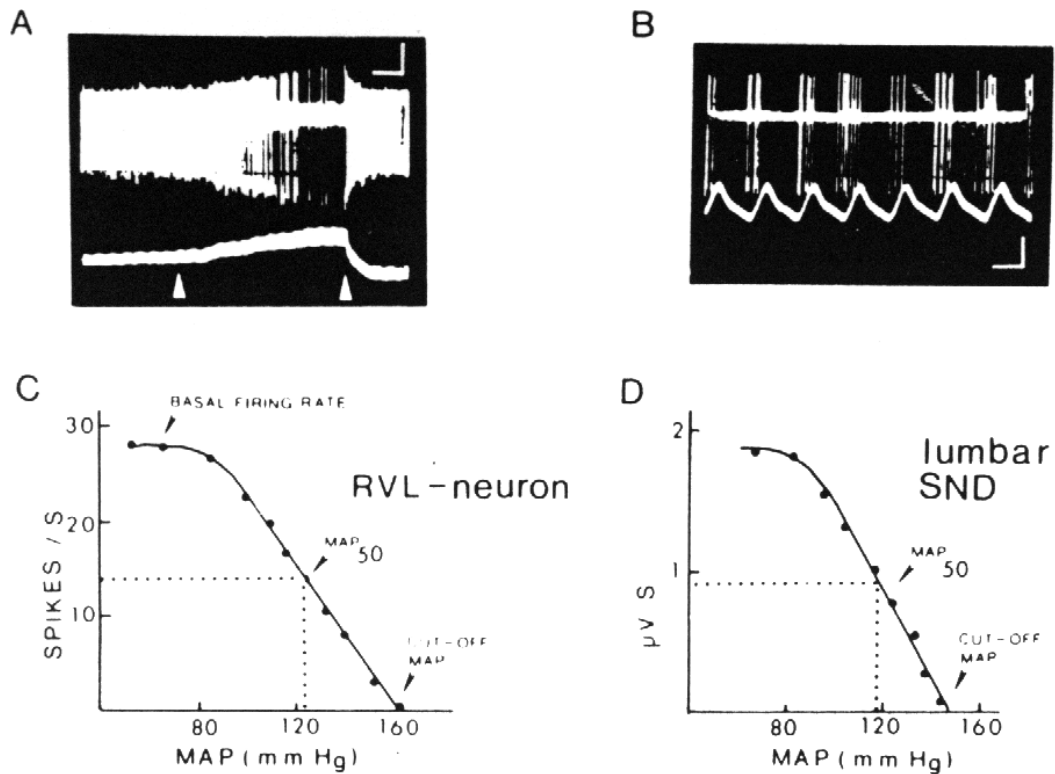 A
B
C
BASAL FIRING RATE
30
20
10
SPIKES / S
RVL-neuron
MAP 50
CUT-OFF
MAP
80 120 160
MAP (mm Hg)
D
2
1
µV S
lumbar
SND
MAP 50
CUT-OFF
MAP
80 120 160
MAP (mm Hg)